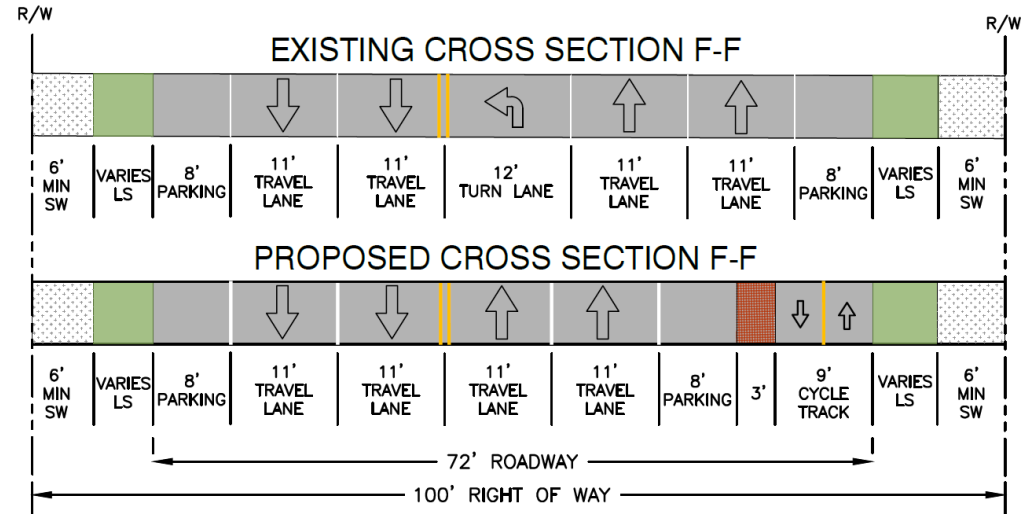 R/W
R/W
EXISTING CROSS SECTION F-F
6'
MIN
SW
VARIES
LS
8'
PARKING
11'
TRAVEL
LANE
11'
TRAVEL
LANE
12'
TURN LANE
11'
TRAVEL
LANE
11'
TRAVEL
LANE
8'
PARKING
VARIES
LS
6'
MIN
SW
PROPOSED CROSS SECTION F-F
6'
MIN
SW
VARIES
LS
8'
PARKING
11'
TRAVEL
LANE
11'
TRAVEL
LANE
11'
TRAVEL
LANE
11'
TRAVEL
LANE
8'
PARKING
3'
9'
CYCLE
TRACK
VARIES
LS
6'
MIN
SW
72' ROADWAY
100' RIGHT OF WAY